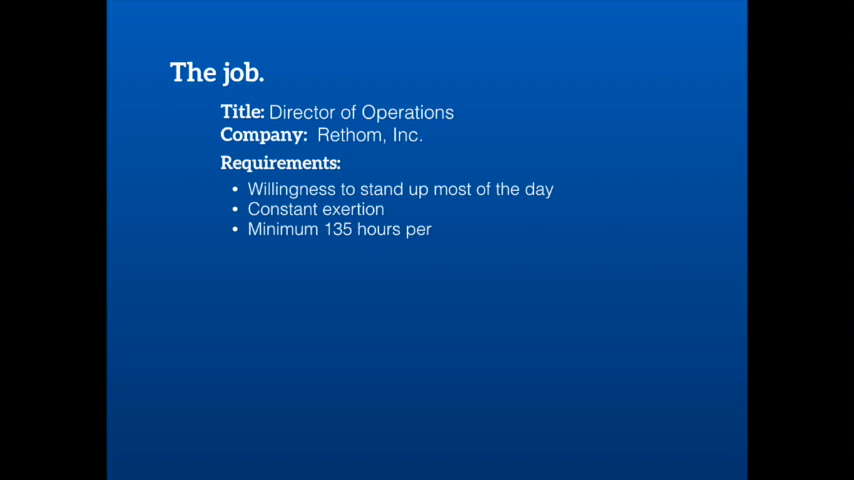 The job.
Title: Director of Operations
Company: Rethom, Inc.
Requirements:
• Willingness to stand up most of the day
• Constant exertion
• Minimum 135 hours per